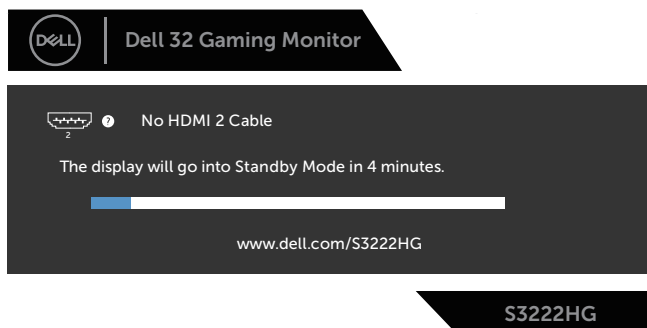 DELL
Dell 32 Gaming Monitor
? No HDMI 2 Cable
2
The display will go into Standby Mode in 4 minutes.
www.dell.com/S3222HG
S3222HG